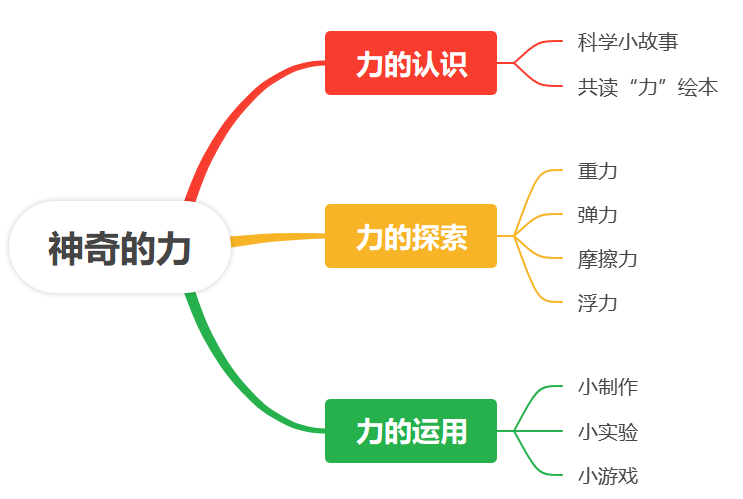 神奇的力
力的认识
科学小故事
共读“力”绘本
力的探索
重力
弹力
摩擦力
浮力
力的运用
小制作
小实验
小游戏